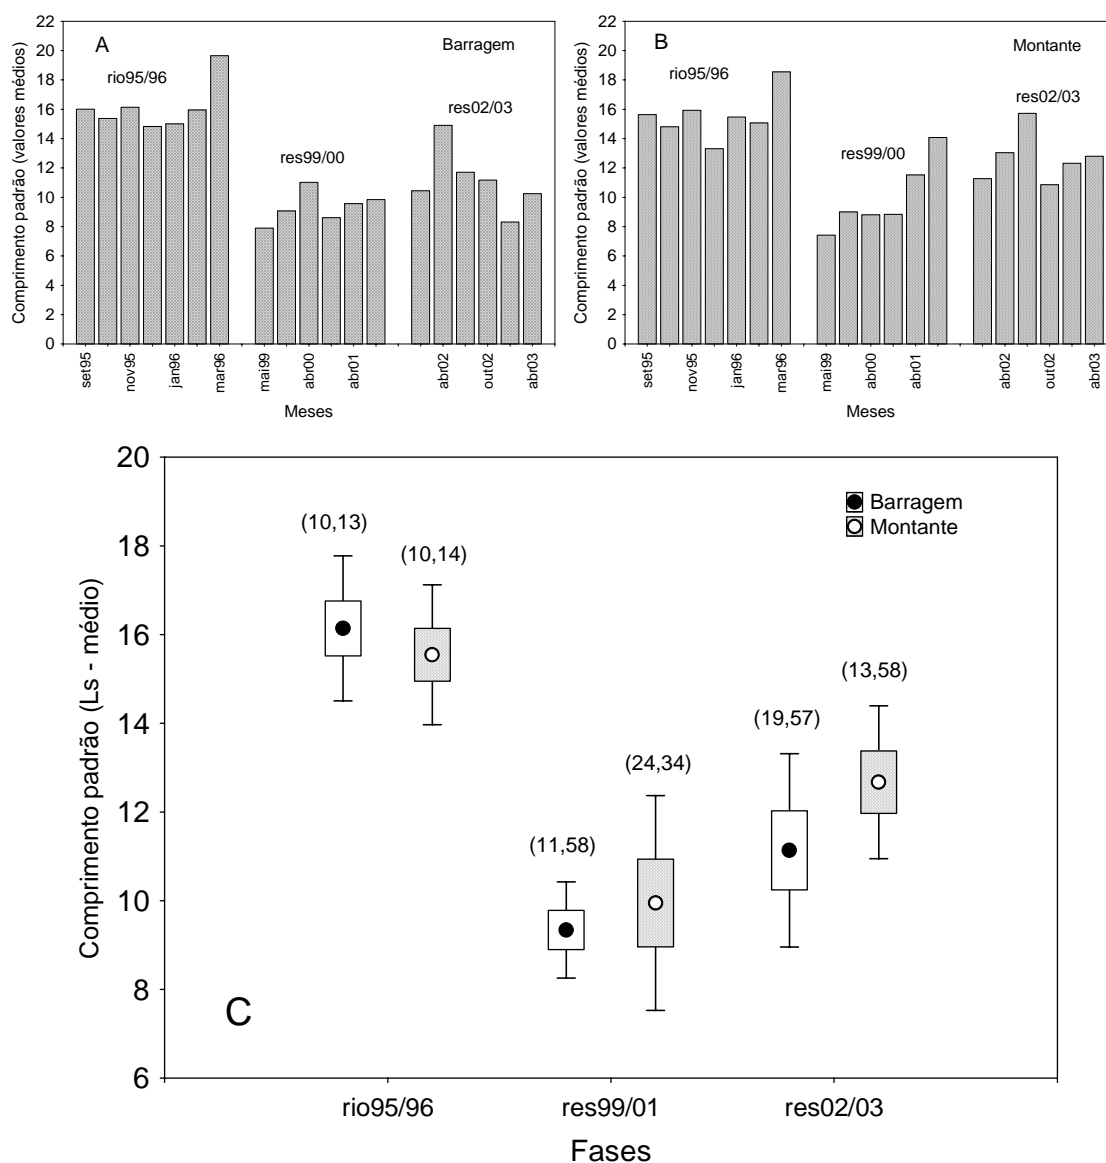 A
Barragem
rio95/96
res99/00
res02/03
Comprimento padrão (valores médios)
22
20
18
16
14
12
10
8
6
4
2
0
set95
nov95
jan96
mar96
mai99
abr00
abr01
abr02
out02
abr03
Meses
B
Montante
rio95/96
res99/00
res02/03
Comprimento padrão (valores médios)
22
20
18
16
14
12
10
8
6
4
2
0
set95
nov95
jan96
mar96
mai99
abr00
abr01
abr02
out02
abr03
Meses
C
Comprimento padrão (Ls - médio)
20
18
16
14
12
10
8
6
Barragem
Montante
(10,13)
(10,14)
(11,58)
(24,34)
(19,57)
(13,58)
rio95/96
res99/01
res02/03
Fases